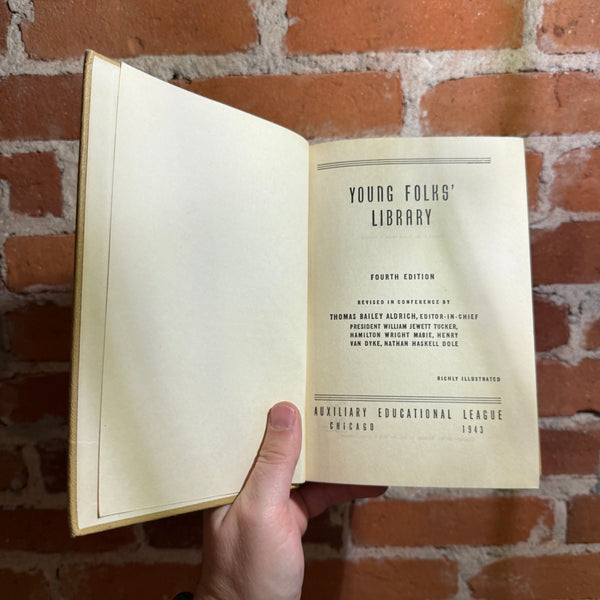 YOUNG FOLKS'
LIBRARY
FOURTH EDITION
REVISED IN CONFERENCE BY
THOMAS BAILEY ALDRICH, EDITOR-IN-CHIEF
PRESIDENT WILLIAM JEWETT TUCKER,
HAMILTON WRIGHT MABIE, HENRY
VAN DYKE, NATHAN HASKELL DOLE
RICHLY ILLUSTRATED
AUXILIARY EDUCATIONAL LEAGUE
CHICAGO 1943